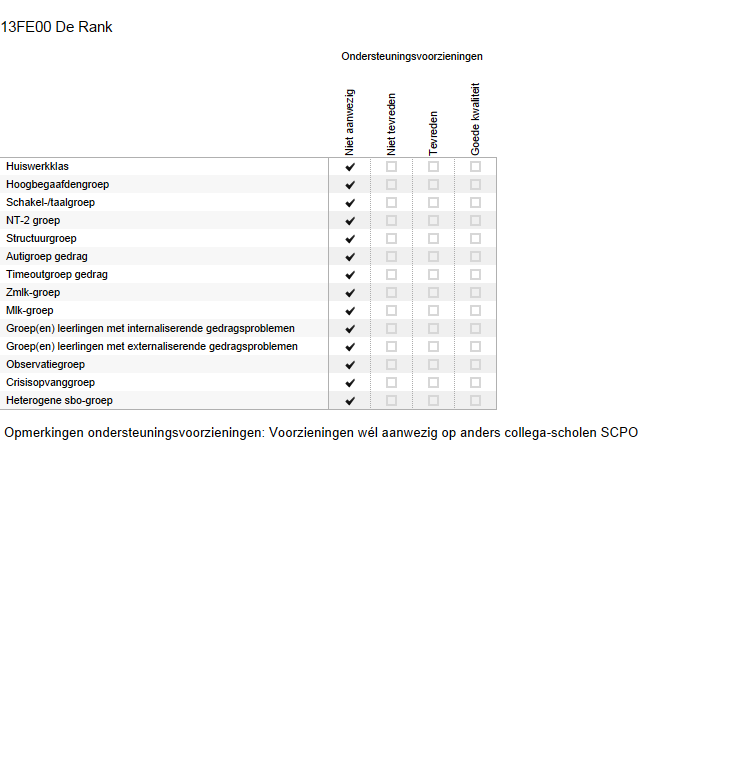 13FE00 De Rank
Ondersteuningsvoorzieningen
Niet aanwezig
Niet tevreden
Tevreden
Goede kwaliteit
Huiswerkklas
Hoogbegaafdengroep
Schakel-/taalgroep
NT-2 groep
Structuurgroep
Autigroep gedrag
Timeoutgroep gedrag
Zmlk-groep
Mlk-groep
Groep(en) leerlingen met internaliserende gedragsproblemen
Groep(en) leerlingen met externaliserende gedragsproblemen
Observatiegroep
Crisisopvanggroep
Heterogene sbo-groep
Opmerkingen ondersteuningsvoorzieningen: Voorzieningen wél aanwezig op anders collega-scholen SCPO